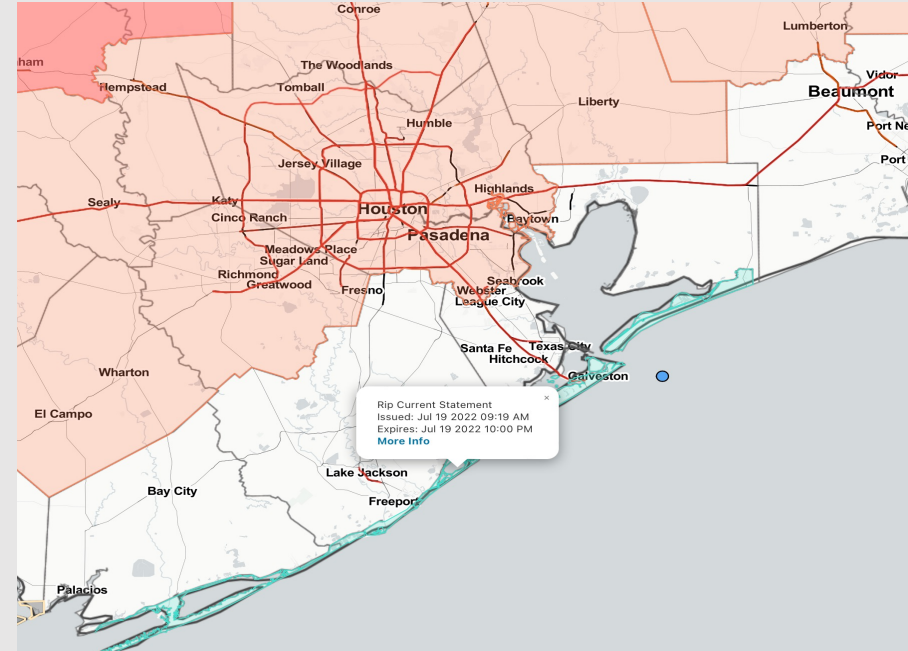 Conroe
Lumberton
ham
The Woodlands
Vidor
Hempstead
Tomball
Beaumont
Liberty
Humble
Port Ne
Jersey Village
Port
Highlands
Sealy
Katy
Houston
Cinco Ranch
Baytown
Pasadena
Meadows Place
Sugar Land
Richmond
Greatwood
Fresno
Seabrook
Webster
League City
Santa Fe
Texas City
Hitchcock
Wharton
Galveston
El Campo
×
Rip Current Statement
Issued: Jul 19 2022 09:19 AM
Expires: Jul 19 2022 10:00 PM
More Info
Lake Jackson
Bay City
Freeport
Palacios